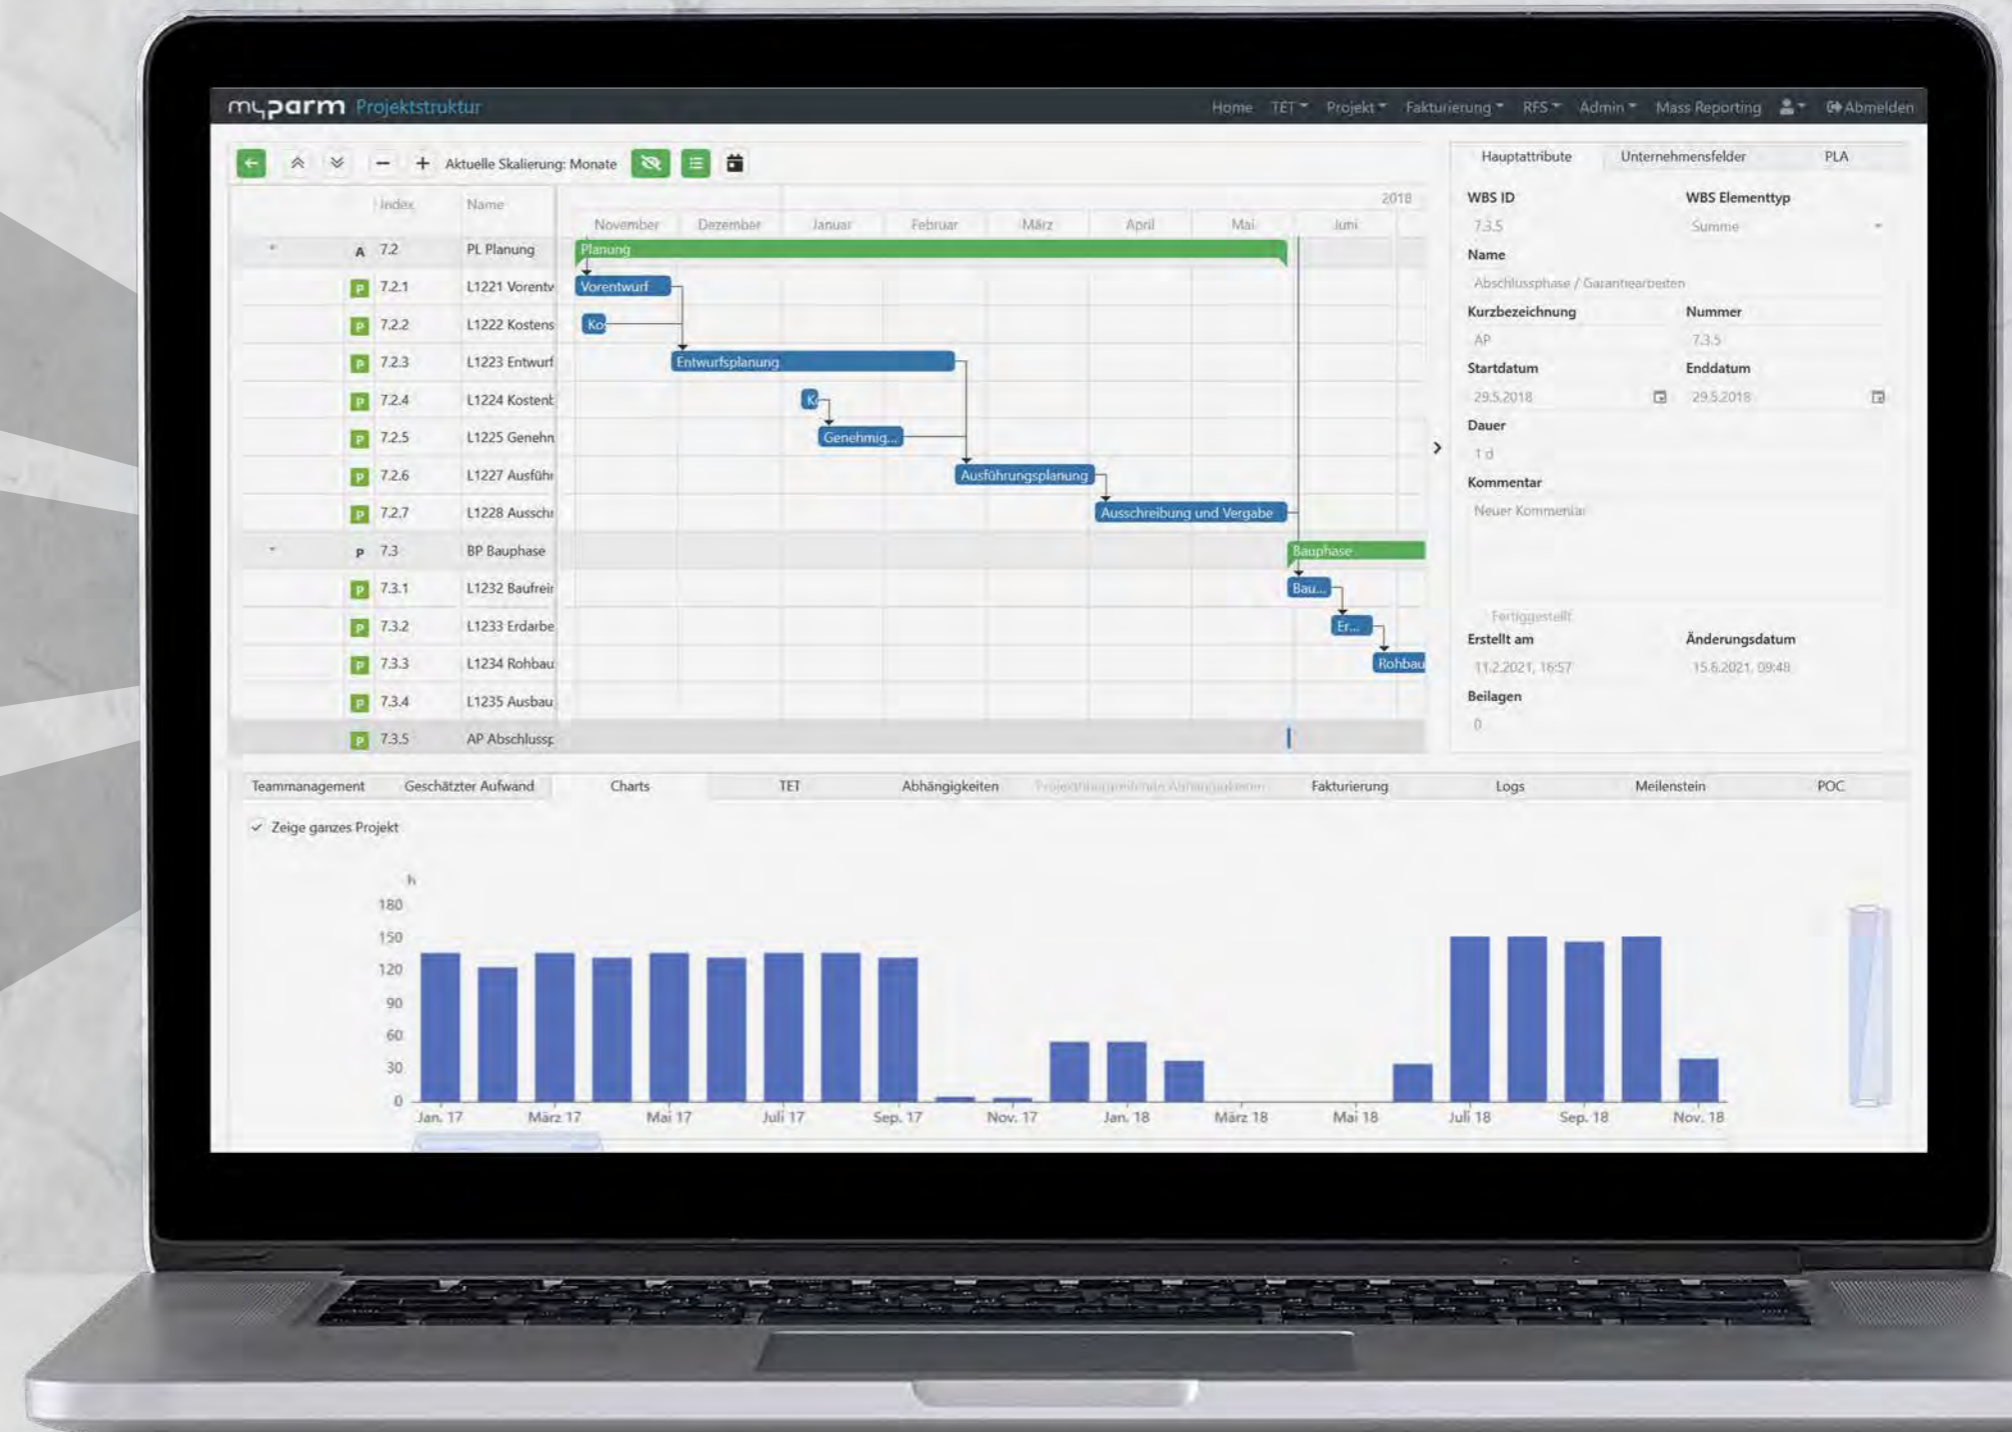 myparm Projektstruktur Home TET Projekt Fakturierung RFS Admin Mass Reporting Abmelden
Aktuelle Skalierung: Monate
Index Name 2018
November Dezember Januar Februar März April Mai Juni
A 7.2 PL Planung Planung
P 7.2.1 L1221 Vorentw Vorentwurf
P 7.2.2 L1222 Kostens Ko
P 7.2.3 L1223 Entwurf Entwurfsplanung
P 7.2.4 L1224 Kostenb K
P 7.2.5 L1225 Genehm Genehmig...
P 7.2.6 L1227 Ausfüh Ausführungsplanung
P 7.2.7 L1228 Ausschr Ausschreibung und Vergabe
P 7.3 BP Bauphase Bauphase
P 7.3.1 L1232 Baufrei Bau...
P 7.3.2 L1233 Erdarbe Er...
P 7.3.3 L1234 Rohbau Rohbau
P 7.3.4 L1235 Ausbau
P 7.3.5 AP Abschlussp
Hauptattribute Unternehmensfelder PLA
WBS ID WBS Elementtyp
7.3.5 Summe
Name
Abschlussphase / Garantiearbeiten
Kurzbezeichnung Nummer
AP 7.3.5
Startdatum Enddatum
29.5.2018 29.5.2018
Dauer
1 d
Kommentar
Neuer Kommentar
Fertiggestellt
Erstellt am Änderungsdatum
11.2.2021, 16:57 15.6.2021, 09:48
Beilagen
0
Teammanagement Geschätzter Aufwand Charts TET Abhängigkeiten Projektübergreifende Abhängigkeiten Fakturierung Logs Meilenstein POC
Zeige ganzes Projekt
h
180
150
120
90
60
30
0
Jan. 17 März 17 Mai 17 Juli 17 Sep. 17 Nov. 17 Jan. 18 März 18 Mai 18 Juli 18 Sep. 18 Nov. 18